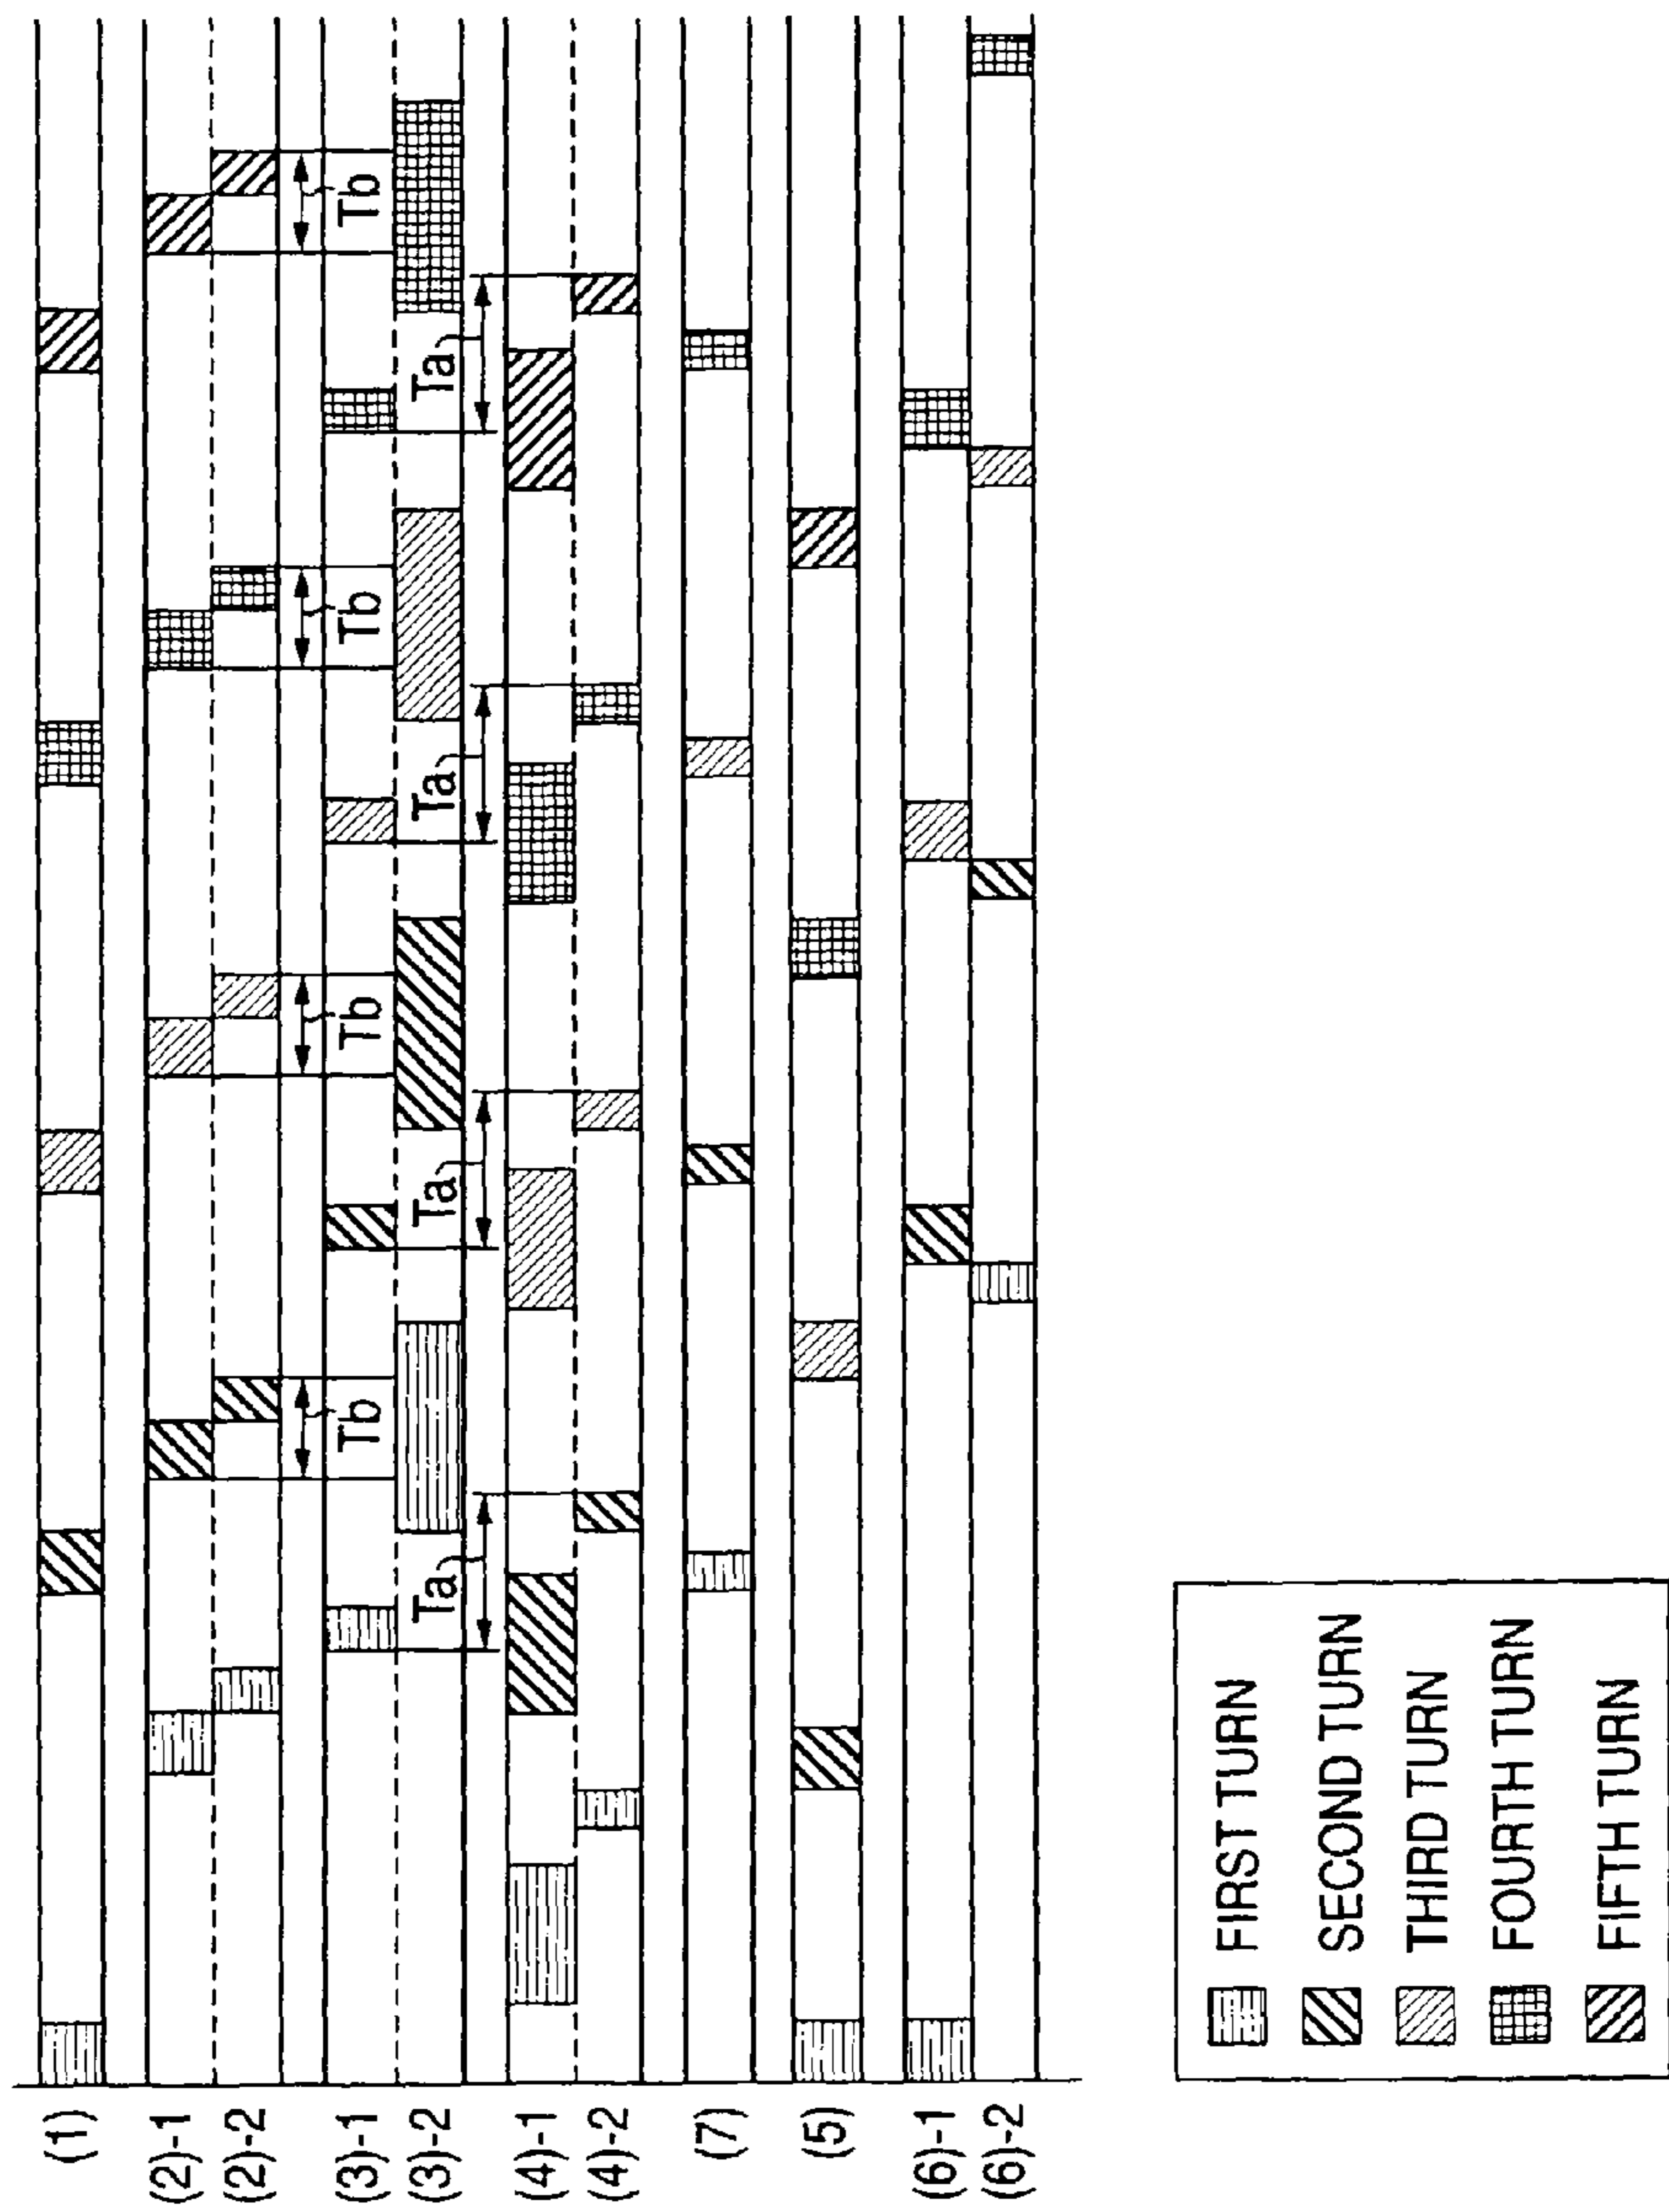 (1)
(2)-1
(2)-2
Tb
Tb
Tb
Tb
(3)-1
(3)-2
Ta
Ta
Ta
Ta
(4)-1
(4)-2
(7)
(5)
(6)-1
(6)-2
FIRST TURN
SECOND TURN
THIRD TURN
FOURTH TURN
FIFTH TURN